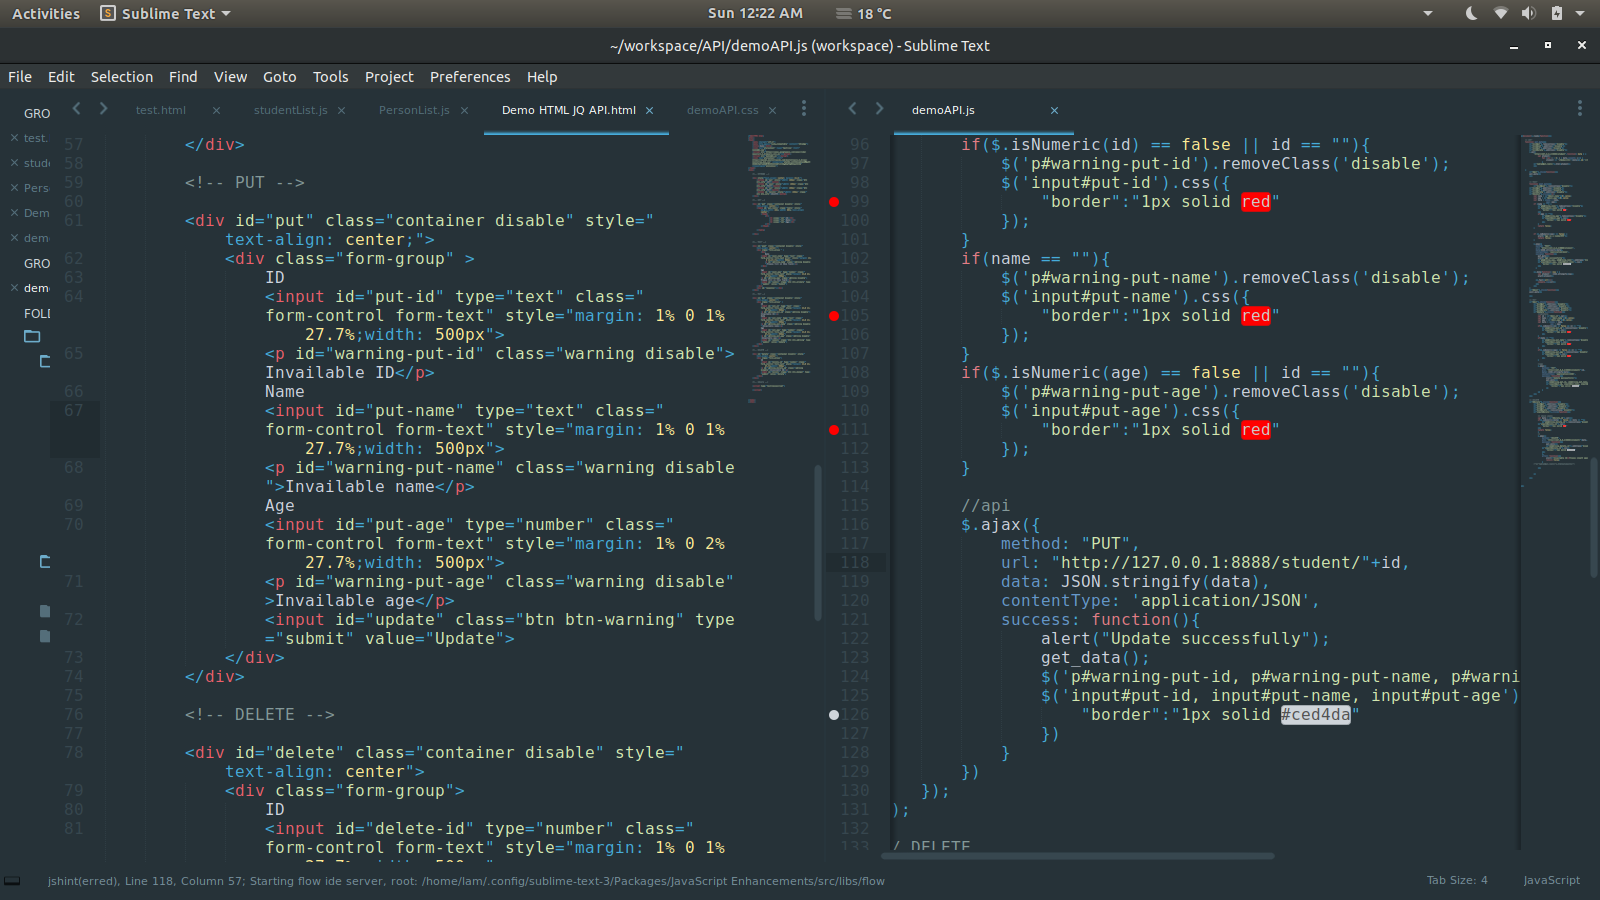 Activities Sublime Text Sun 12:22 AM 18 °C
~/workspace/API/demoAPI.js (workspace) - Sublime Text
File Edit Selection Find View Goto Tools Project Preferences Help
GRO
test.
stude
Pers
Dem
dem
GRO
dem
FOLD
test.html × studentList.js × PersonList.js × Demo HTML JQ API.html × demoAPI.css ×
57 </div>
58
59 <!-- PUT -->
60
61 <div id="put" class="container disable" style="
text-align: center;">
62 <div class="form-group" >
63 ID
64 <input id="put-id" type="text" class="
form-control form-text" style="margin: 1% 0 1%
27.7%;width: 500px">
65 <p id="warning-put-id" class="warning disable">
Invailable ID</p>
66 Name
67 <input id="put-name" type="text" class="
form-control form-text" style="margin: 1% 0 1%
27.7%;width: 500px">
68 <p id="warning-put-name" class="warning disable
">Invailable name</p>
69 Age
70 <input id="put-age" type="number" class="
form-control form-text" style="margin: 1% 0 2%
27.7%;width: 500px">
71 <p id="warning-put-age" class="warning disable"
>Invailable age</p>
72 <input id="update" class="btn btn-warning" type
="submit" value="Update">
73 </div>
74 </div>
75
76 <!-- DELETE -->
77
78 <div id="delete" class="container disable" style="
text-align: center">
79 <div class="form-group">
80 ID
81 <input id="delete-id" type="number" class="
form-control form-text" style="margin: 1% 0 1%
demoAPI.js ×
96 if($.isNumeric(id) == false || id == ""){
97 $('p#warning-put-id').removeClass('disable');
98 $('input#put-id').css({
99 "border":"1px solid red"
100 });
101 }
102 if(name == ""){
103 $('p#warning-put-name').removeClass('disable');
104 $('input#put-name').css({
105 "border":"1px solid red"
106 });
107 }
108 if($.isNumeric(age) == false || id == ""){
109 $('p#warning-put-age').removeClass('disable');
110 $('input#put-age').css({
111 "border":"1px solid red"
112 });
113 }
114
115 //api
116 $.ajax({
117 method: "PUT",
118 url: "http://127.0.0.1:8888/student/"+id,
119 data: JSON.stringify(data),
120 contentType: 'application/JSON',
121 success: function(){
122 alert("Update successfully");
123 get_data();
124 $('p#warning-put-id, p#warning-put-name, p#warni
125 $('input#put-id, input#put-name, input#put-age')
126 "border":"1px solid #ced4da"
127 })
128 }
129 })
130 });
131 );
132
133 / DELETE
jshint(erred), Line 118, Column 57; Starting flow ide server, root: /home/lam/.config/sublime-text-3/Packages/JavaScript Enhancements/src/libs/flow
Tab Size: 4 JavaScript